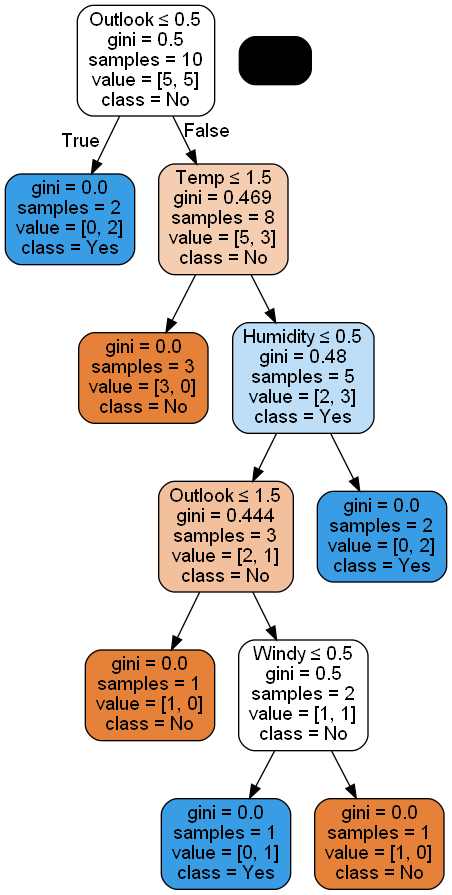 Outlook ≤ 0.5
gini = 0.5
samples = 10
value = [5, 5]
class = No
True
False
gini = 0.0
samples = 2
value = [0, 2]
class = Yes
Temp ≤ 1.5
gini = 0.469
samples = 8
value = [5, 3]
class = No
gini = 0.0
samples = 3
value = [3, 0]
class = No
Humidity ≤ 0.5
gini = 0.48
samples = 5
value = [2, 3]
class = Yes
Outlook ≤ 1.5
gini = 0.444
samples = 3
value = [2, 1]
class = No
gini = 0.0
samples = 2
value = [0, 2]
class = Yes
gini = 0.0
samples = 1
value = [1, 0]
class = No
Windy ≤ 0.5
gini = 0.5
samples = 2
value = [1, 1]
class = No
gini = 0.0
samples = 1
value = [0, 1]
class = Yes
gini = 0.0
samples = 1
value = [1, 0]
class = No